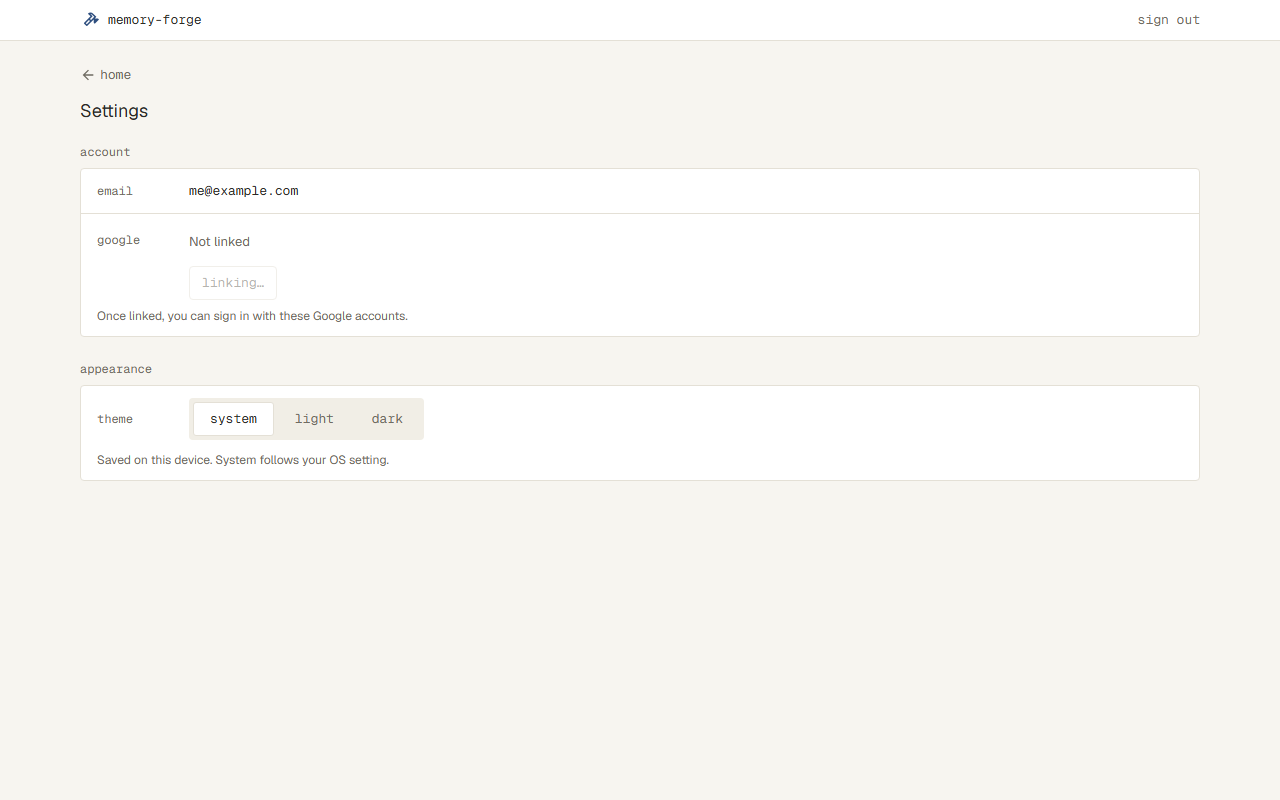 memory-forge
sign out
home
Settings
account
email me@example.com
google Not linked
linking…
Once linked, you can sign in with these Google accounts.
appearance
theme system light dark
Saved on this device. System follows your OS setting.